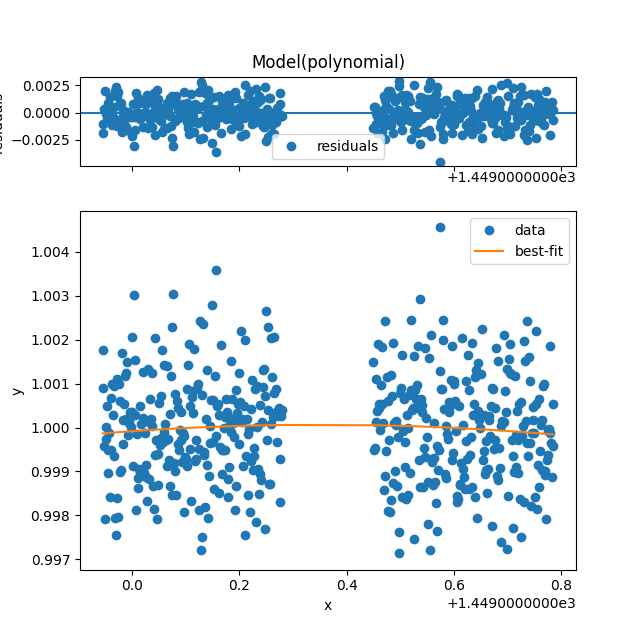 Model(polynomial)
residuals
0.0025
0.0000
−0.0025
residuals
+1.4490000000e3
1.004
1.003
1.002
1.001
1.000
0.999
0.998
0.997
y
data
best-fit
0.0 0.2 0.4 0.6 0.8
x
+1.4490000000e3